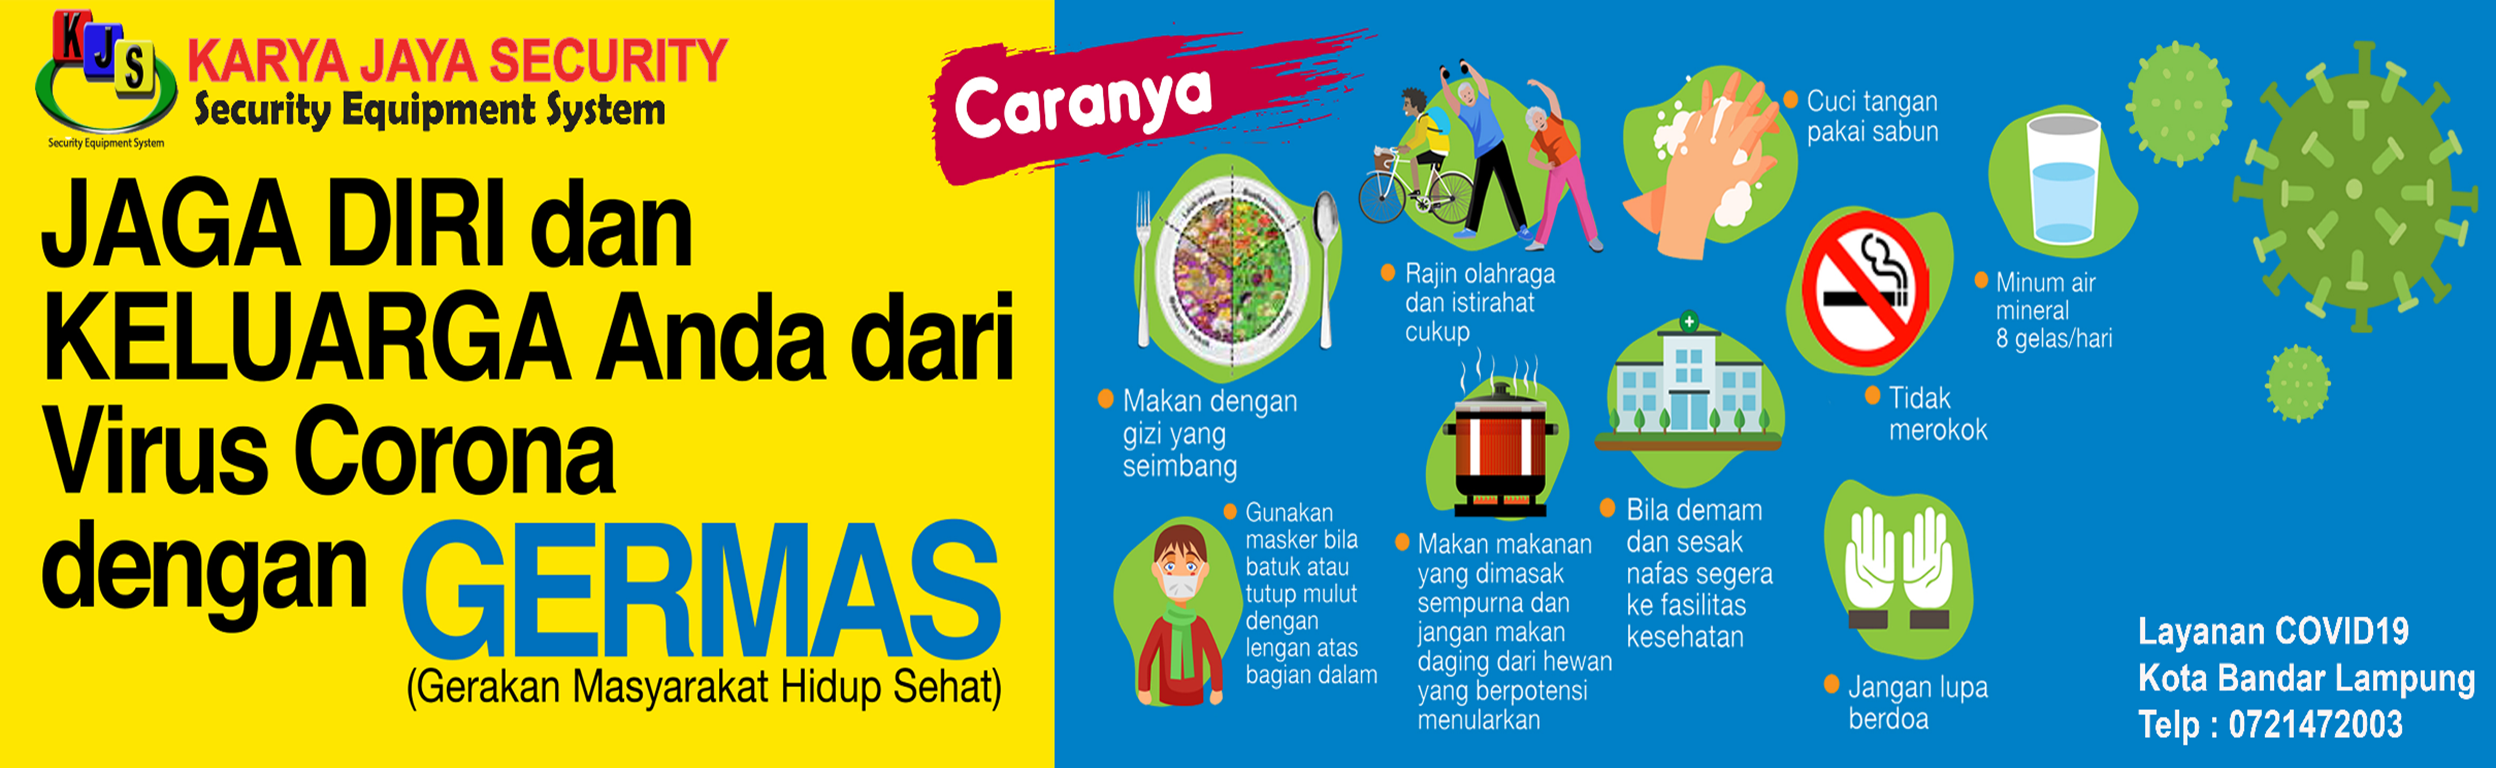 KJS
Security Equipment System
KARYA JAYA SECURITY
Security Equipment System
JAGA DIRI dan
KELUARGA Anda dari
Virus Corona
dengan GERMAS
(Gerakan Masyarakat Hidup Sehat)
Caranya
Makan dengan
gizi yang
seimbang
Rajin olahraga
dan istirahat
cukup
Cuci tangan
pakai sabun
Minum air
mineral
8 gelas/hari
Tidak
merokok
Gunakan
masker bila
batuk atau
tutup mulut
dengan
lengan atas
bagian dalam
Makan makanan
yang dimasak
sempurna dan
jangan makan
daging dari hewan
yang berpotensi
menularkan
Bila demam
dan sesak
nafas segera
ke fasilitas
kesehatan
Jangan lupa
berdoa
Layanan COVID19
Kota Bandar Lampung
Telp : 0721472003